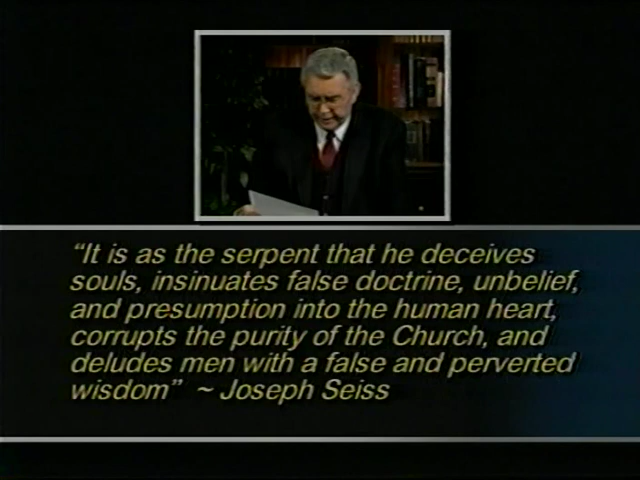 “It is as the serpent that he deceives
souls, insinuates false doctrine, unbelief,
and presumption into the human heart,
corrupts the purity of the Church, and
deludes men with a false and perverted
wisdom” ~ Joseph Seiss